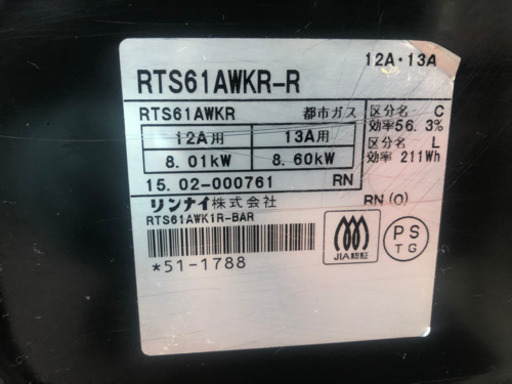 12A・13A
RTS61AWKR-R
RTS61AWKR 都市ガス
12A用 13A用
8.01kW 8.60kW
区分名 C
効率56.3%
区分名 L
効率 211Wh
15.02-000761 RN
リンナイ株式会社 RN(O)
RTS61AWK1R-BAR
*51-1788
JIA認証
PS
TG